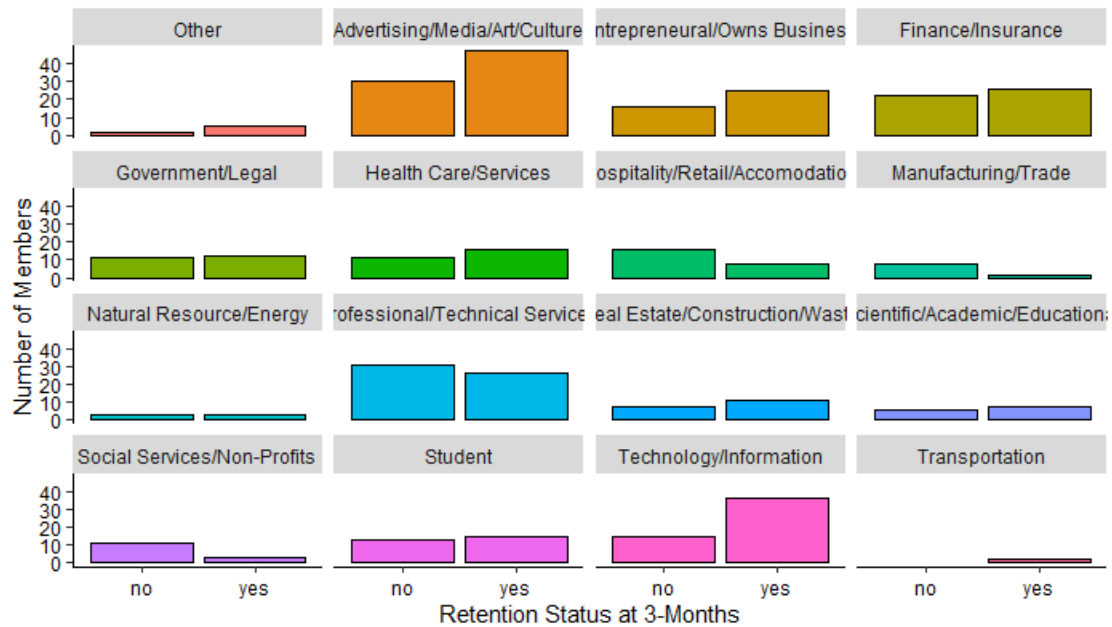 Other
Advertising/Media/Art/Culture
ntrepreneural/Owns Busines
Finance/Insurance
40
30
20
10
0
Government/Legal
Health Care/Services
ospitality/Retail/Accomodatio
Manufacturing/Trade
40
30
20
10
0
Natural Resource/Energy
rofessional/Technical Service
eal Estate/Construction/Wast
cientific/Academic/Educationa
40
30
20
10
0
Social Services/Non-Profits
Student
Technology/Information
Transportation
40
30
20
10
0
Number of Members
no yes no yes no yes no yes
Retention Status at 3-Months